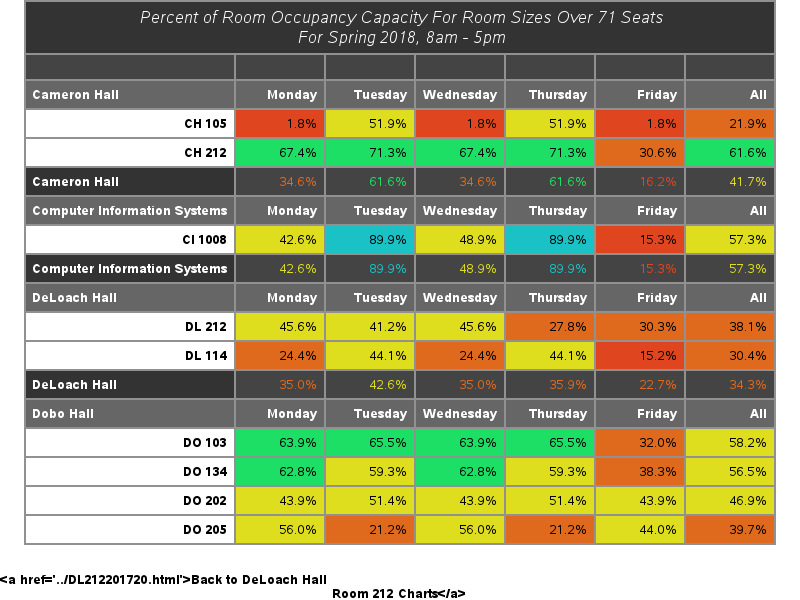 Percent of Room Occupancy Capacity For Room Sizes Over 71 Seats
For Spring 2018, 8am - 5pm
Cameron Hall Monday Tuesday Wednesday Thursday Friday All
CH 105 1.8% 51.9% 1.8% 51.9% 1.8% 21.9%
CH 212 67.4% 71.3% 67.4% 71.3% 30.6% 61.6%
Cameron Hall 34.6% 61.6% 34.6% 61.6% 16.2% 41.7%
Computer Information Systems Monday Tuesday Wednesday Thursday Friday All
CI 1008 42.6% 89.9% 48.9% 89.9% 15.3% 57.3%
Computer Information Systems 42.6% 89.9% 48.9% 89.9% 15.3% 57.3%
DeLoach Hall Monday Tuesday Wednesday Thursday Friday All
DL 212 45.6% 41.2% 45.6% 27.8% 30.3% 38.1%
DL 114 24.4% 44.1% 24.4% 44.1% 15.2% 30.4%
DeLoach Hall 35.0% 42.6% 35.0% 35.9% 22.7% 34.3%
Dobo Hall Monday Tuesday Wednesday Thursday Friday All
DO 103 63.9% 65.5% 63.9% 65.5% 32.0% 58.2%
DO 134 62.8% 59.3% 62.8% 59.3% 38.3% 56.5%
DO 202 43.9% 51.4% 43.9% 51.4% 43.9% 46.9%
DO 205 56.0% 21.2% 56.0% 21.2% 44.0% 39.7%
<a href='../DL212201720.html'>Back to DeLoach Hall
Room 212 Charts</a>